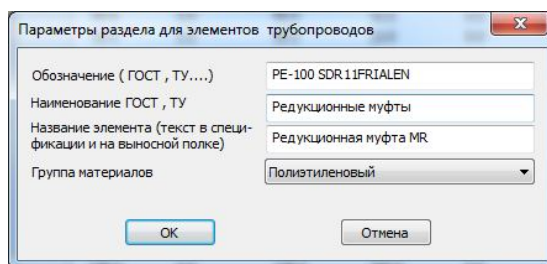 Параметры раздела для элементов трубопроводов
Обозначение ( ГОСТ , ТУ....)
PE-100 SDR11FRIALEN
Наименование ГОСТ , ТУ
Редукционные муфты
Название элемента (текст в специ-
фикации и на выносной полке)
Редукционная муфта MR
Группа материалов
Полиэтиленовый
OK
Отмена